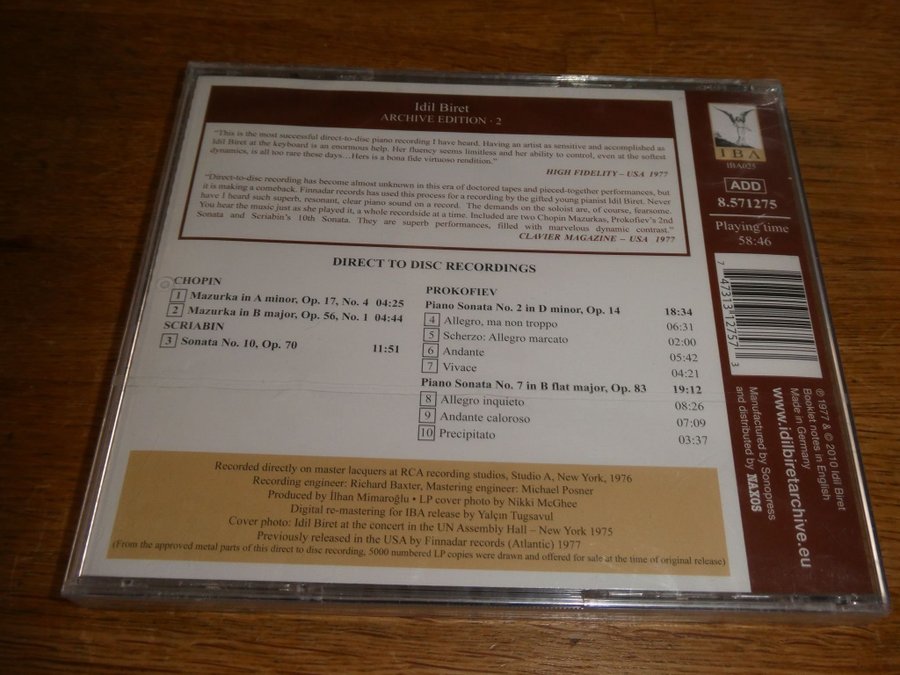 Idil Biret
ARCHIVE EDITION · 2
"This is the most successful direct-to-disc piano recording I have heard. Having an artist as sensitive and accomplished as
Idil Biret at the keyboard is an enormous help. Her fluency seems limitless and her ability to control, even at the softest
dynamics, is all too rare these days…Hers is a bona fide virtuoso rendition."
HIGH FIDELITY – USA 1977
"Direct-to-disc recording has become almost unknown in this era of doctored tapes and pieced-together performances, but
it is making a comeback. Finnadar records has used this process for a recording by the gifted young pianist Idil Biret. Never
have I heard such superb, resonant, clear piano sound on a record. The demands on the soloist are, of course, fearsome.
You hear the music just as she played it, a whole recordside at a time. Included are two Chopin Mazurkas, Prokofiev's 2nd
Sonata and Scriabin's 10th Sonata. They are superb performances, filled with marvelous dynamic contrast."
CLAVIER MAGAZINE – USA 1977
DIRECT TO DISC RECORDINGS
CHOPIN
1 Mazurka in A minor, Op. 17, No. 4 04:25
2 Mazurka in B major, Op. 56, No. 1 04:44
SCRIABIN
3 Sonata No. 10, Op. 70 11:51
PROKOFIEV
Piano Sonata No. 2 in D minor, Op. 14 18:34
4 Allegro, ma non troppo 06:31
5 Scherzo: Allegro marcato 02:00
6 Andante 05:42
7 Vivace 04:21
Piano Sonata No. 7 in B flat major, Op. 83 19:12
8 Allegro inquieto 08:26
9 Andante caloroso 07:09
10 Precipitato 03:37
Recorded directly on master lacquers at RCA recording studios, Studio A, New York, 1976
Recording engineer: Richard Baxter, Mastering engineer: Michael Posner
Produced by İlhan Mimaroğlu • LP cover photo by Nikki McGhee
Digital re-mastering for IBA release by Yalçın Tugsavul
Cover photo: Idil Biret at the concert in the UN Assembly Hall – New York 1975
Previously released in the USA by Finnadar records (Atlantic) 1977
(From the approved metal parts of this direct to disc recording, 5000 numbered LP copies were drawn and offered for sale at the time of original release)
IBA
IBA025
ADD
8.571275
Playing time
58:46
7 47313 12757 3
℗ 1977 & © 2010 Idil Biret
Booklet notes in English
Made in Germany
www.idilbiretarchive.eu
Manufactured by Sonopress
and distributed by NAXOS